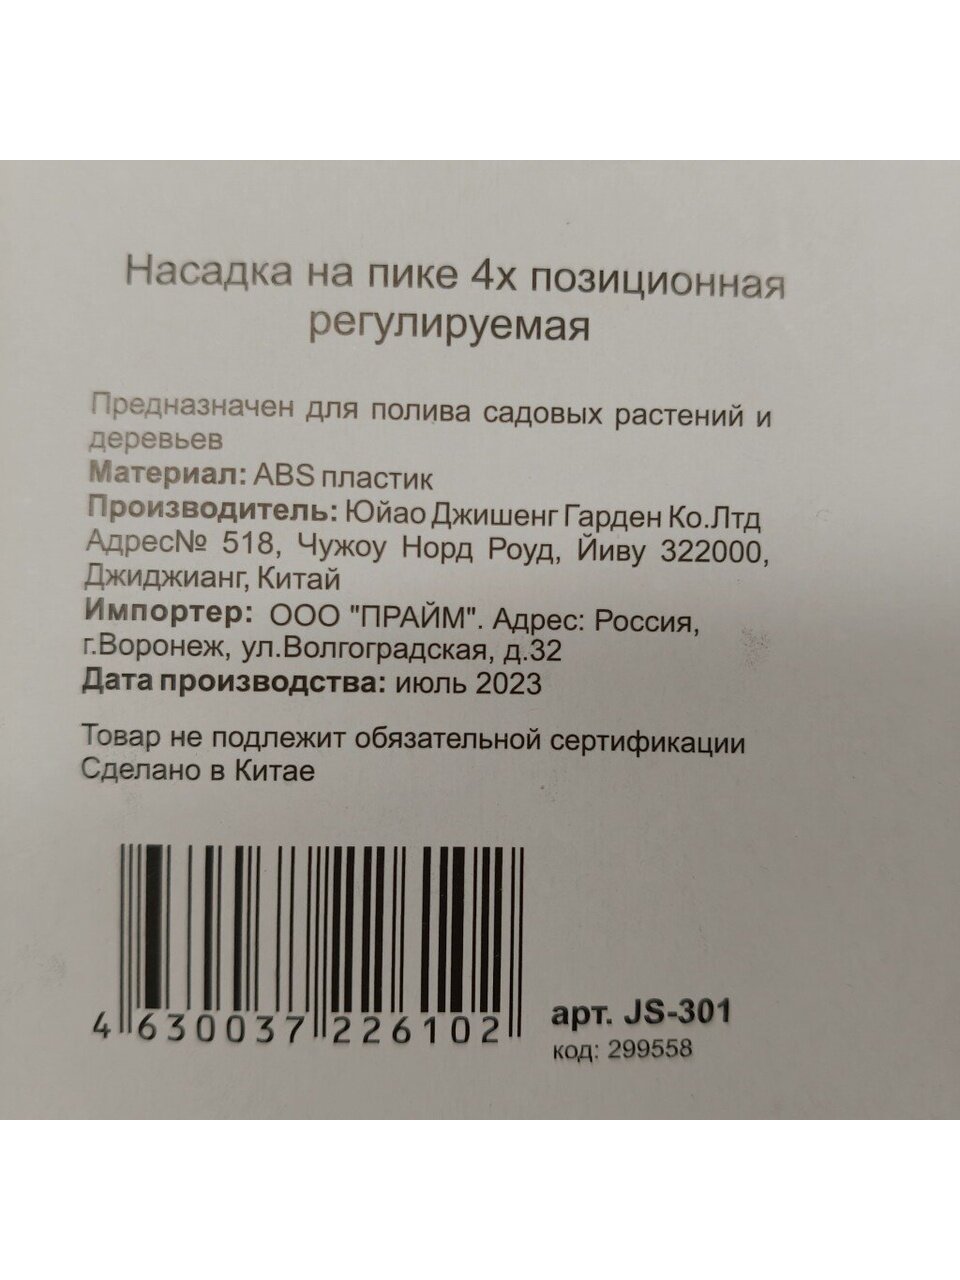 Насадка на пике 4х позиционная
регулируемая
Предназначен для полива садовых растений и
деревьев
Материал: ABS пластик
Производитель: Юйао Джишенг Гарден Ко.Лтд
Адрес№ 518, Чужоу Норд Роуд, Йиву 322000,
Джиджианг, Китай
Импортер: ООО "ПРАЙМ". Адрес: Россия,
г.Воронеж, ул.Волгоградская, д.32
Дата производства: июль 2023
Товар не подлежит обязательной сертификации
Сделано в Китае
арт. JS-301
4 630037 226102
код: 299558